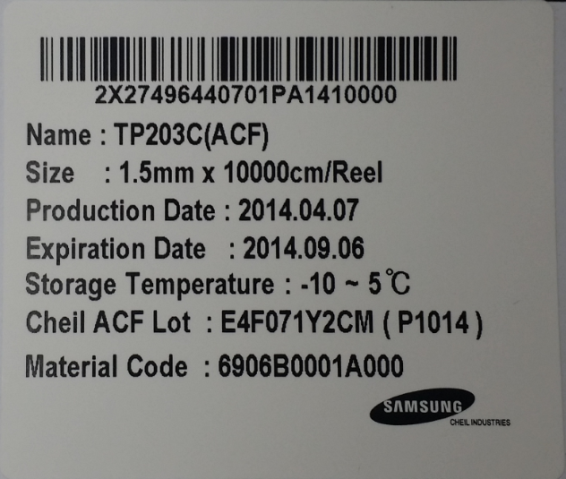 2X27496440701PA1410000
Name : TP203C(ACF)
Size : 1.5mm x 10000cm/Reel
Production Date : 2014.04.07
Expiration Date : 2014.09.06
Storage Temperature : -10 ~ 5℃
Cheil ACF Lot : E4F071Y2CM ( P1014 )
Material Code : 6906B0001A000
SAMSUNG
CHEIL INDUSTRIES